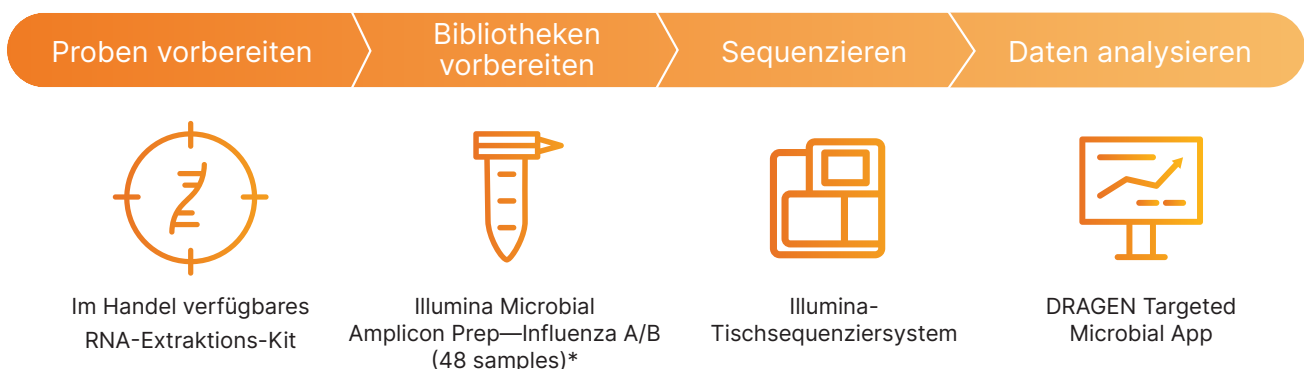 Proben vorbereiten
Bibliotheken
vorbereiten
Sequenzieren
Daten analysieren
Im Handel verfügbares
RNA-Extraktions-Kit
Illumina Microbial
Amplicon Prep—Influenza A/B
(48 samples)*
Illumina-
Tischsequenziersystem
DRAGEN Targeted
Microbial App